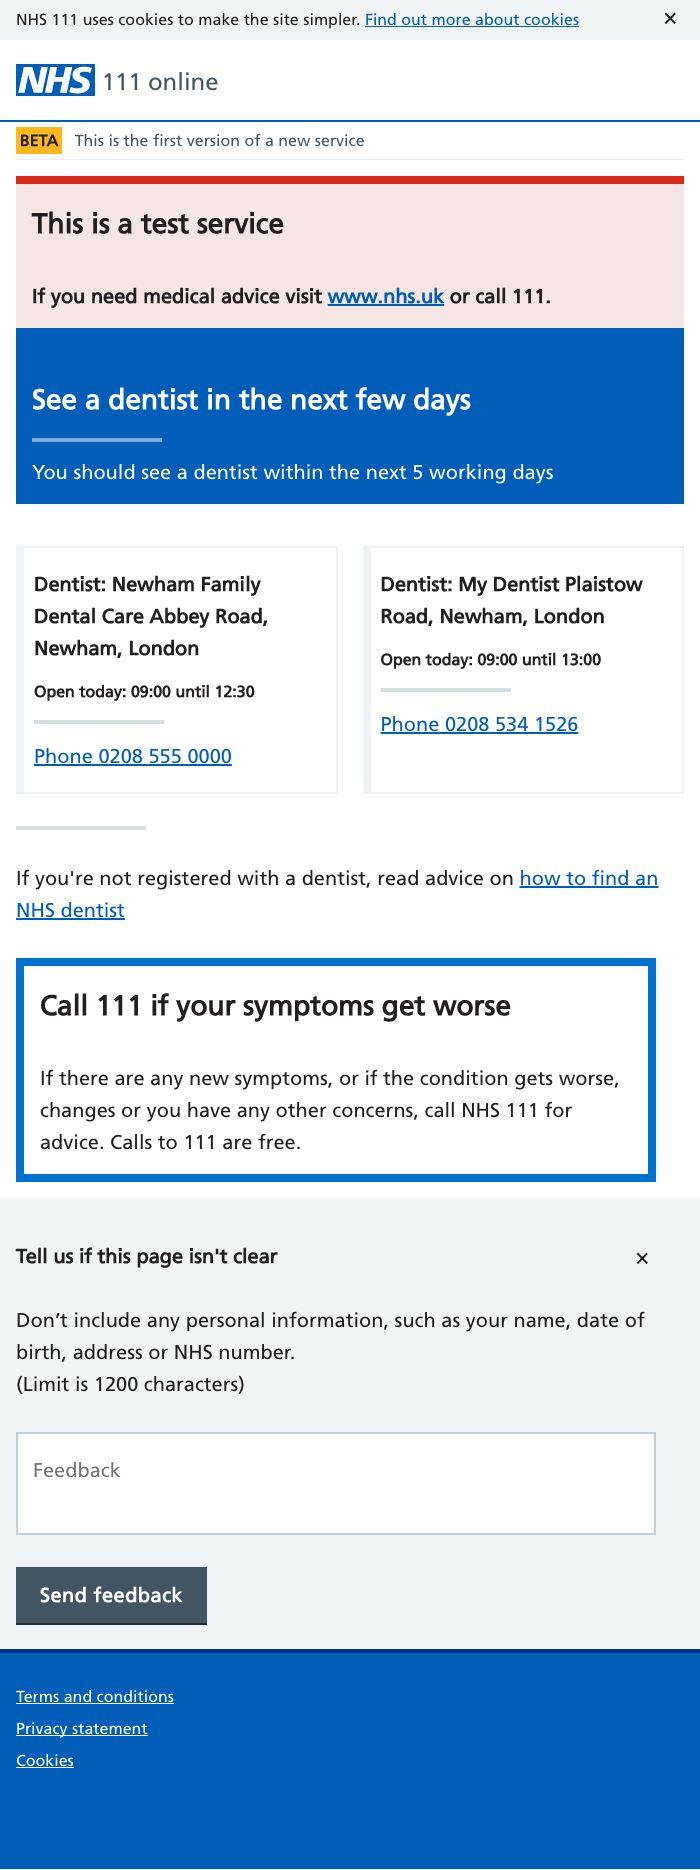 NHS 111 uses cookies to make the site simpler. Find out more about cookies ×
NHS 111 online
BETA This is the first version of a new service
This is a test service
If you need medical advice visit www.nhs.uk or call 111.
See a dentist in the next few days
You should see a dentist within the next 5 working days
Dentist: Newham Family
Dental Care Abbey Road,
Newham, London
Open today: 09:00 until 12:30
Phone 0208 555 0000
Dentist: My Dentist Plaistow
Road, Newham, London
Open today: 09:00 until 13:00
Phone 0208 534 1526
If you're not registered with a dentist, read advice on how to find an
NHS dentist
Call 111 if your symptoms get worse
If there are any new symptoms, or if the condition gets worse,
changes or you have any other concerns, call NHS 111 for
advice. Calls to 111 are free.
Tell us if this page isn't clear ×
Don’t include any personal information, such as your name, date of
birth, address or NHS number.
(Limit is 1200 characters)
Feedback
Send feedback
Terms and conditions
Privacy statement
Cookies